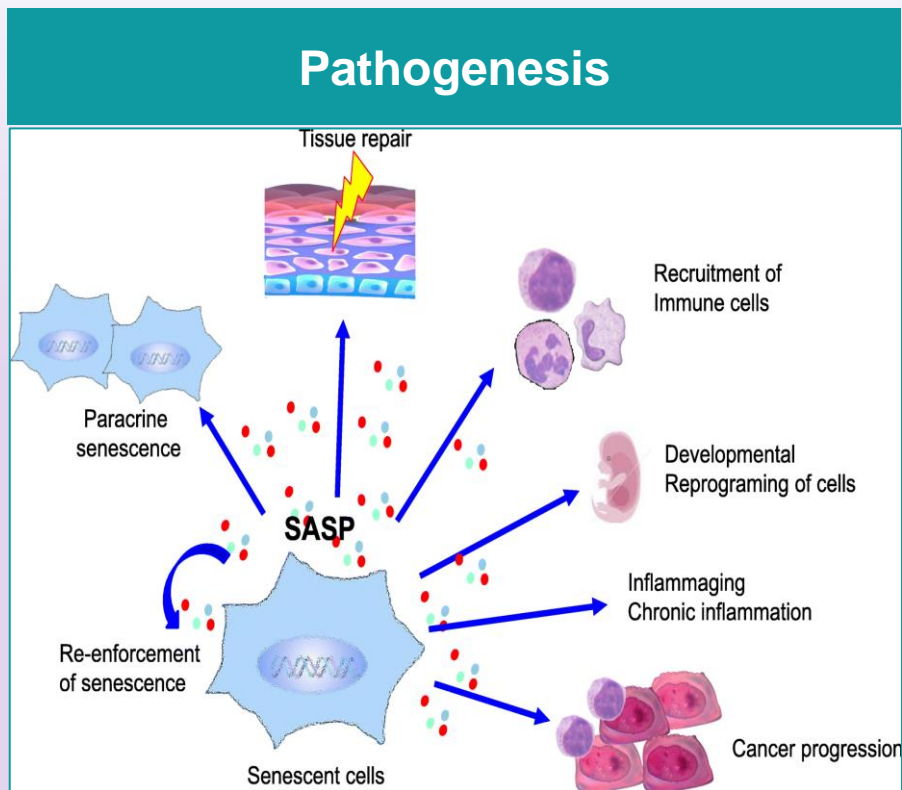 Pathogenesis
Tissue repair
Recruitment of
Immune cells
Paracrine
senescence
Developmental
Reprograming of cells
SASP
Inflammaging
Chronic inflammation
Re-enforcement
of senescence
Cancer progression
Senescent cells